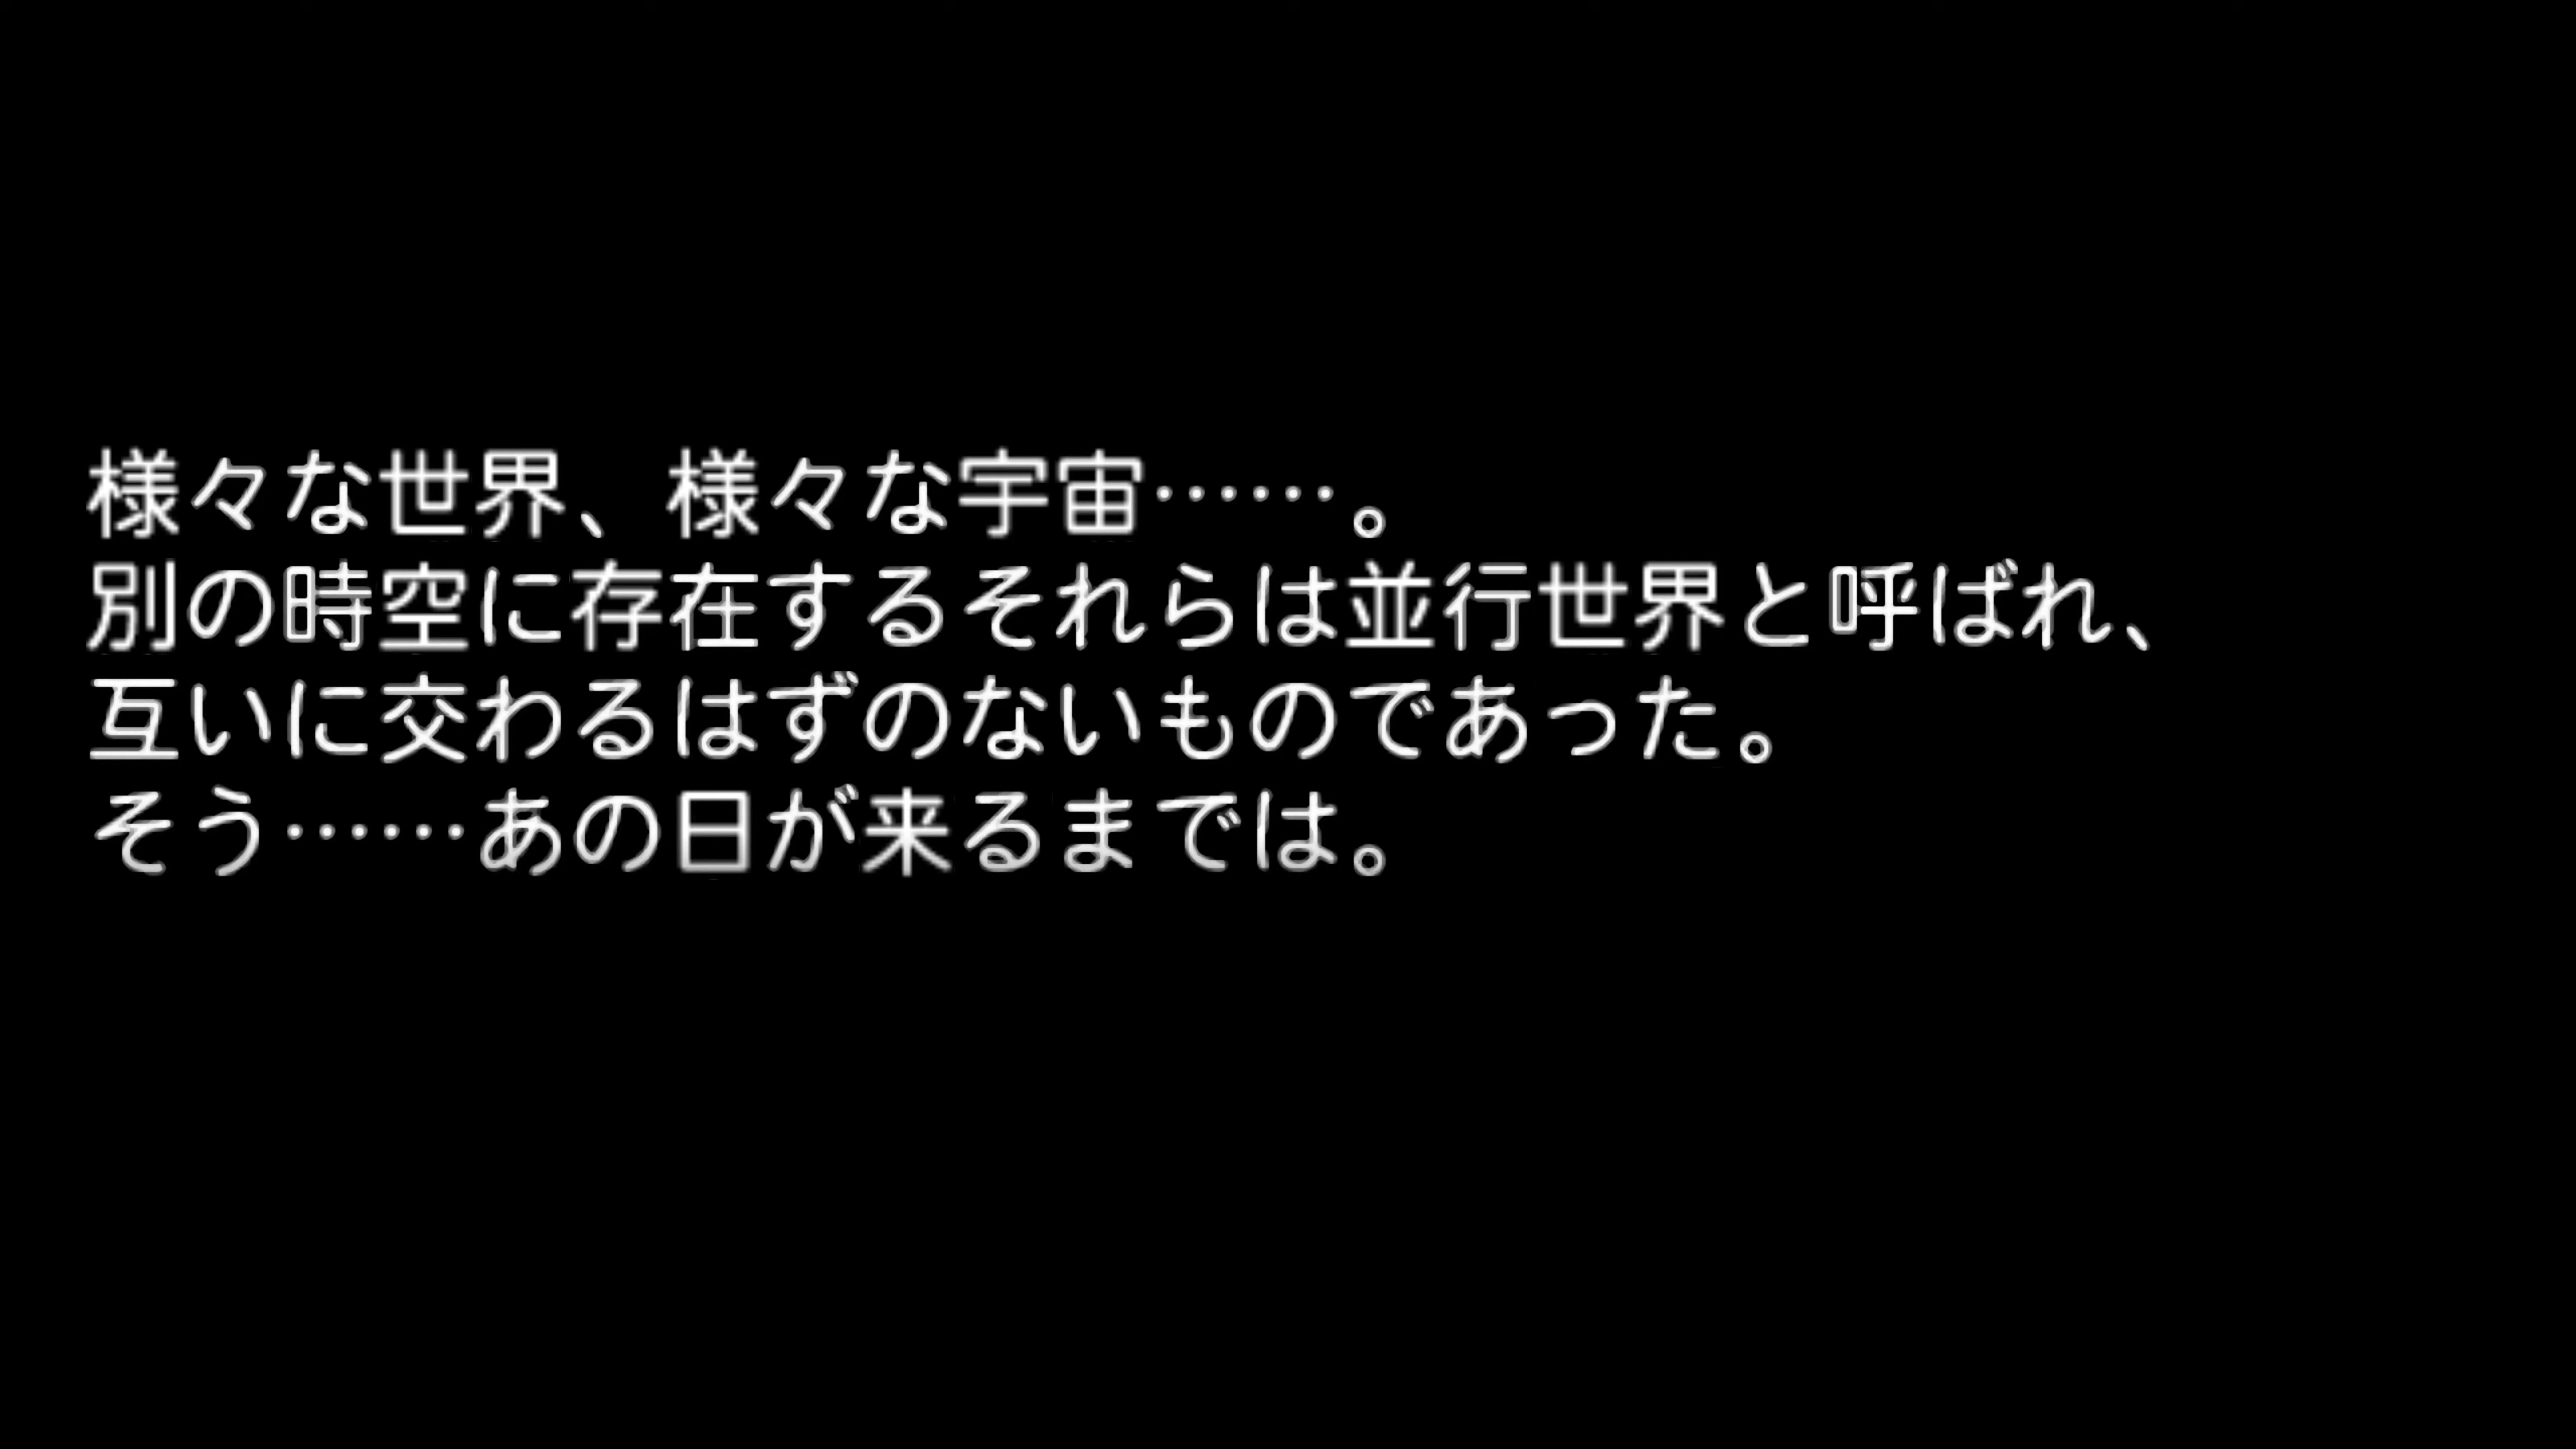 様々な世界、様々な宇宙……。
別の時空に存在するそれらは並行世界と呼ばれ、
互いに交わるはずのないものであった。
そう……あの日が来るまでは。